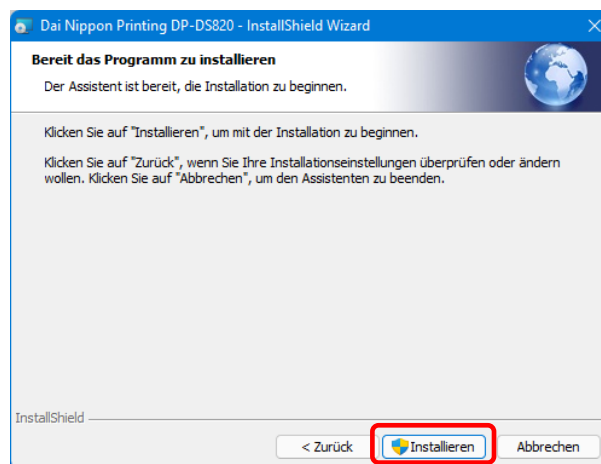 Dai Nippon Printing DP-DS820 - InstallShield Wizard
Bereit das Programm zu installieren
Der Assistent ist bereit, die Installation zu beginnen.
Klicken Sie auf "Installieren", um mit der Installation zu beginnen.
Klicken Sie auf "Zurück", wenn Sie Ihre Installationseinstellungen überprüfen oder ändern
wollen. Klicken Sie auf "Abbrechen", um den Assistenten zu beenden.
InstallShield
< Zurück Installieren Abbrechen